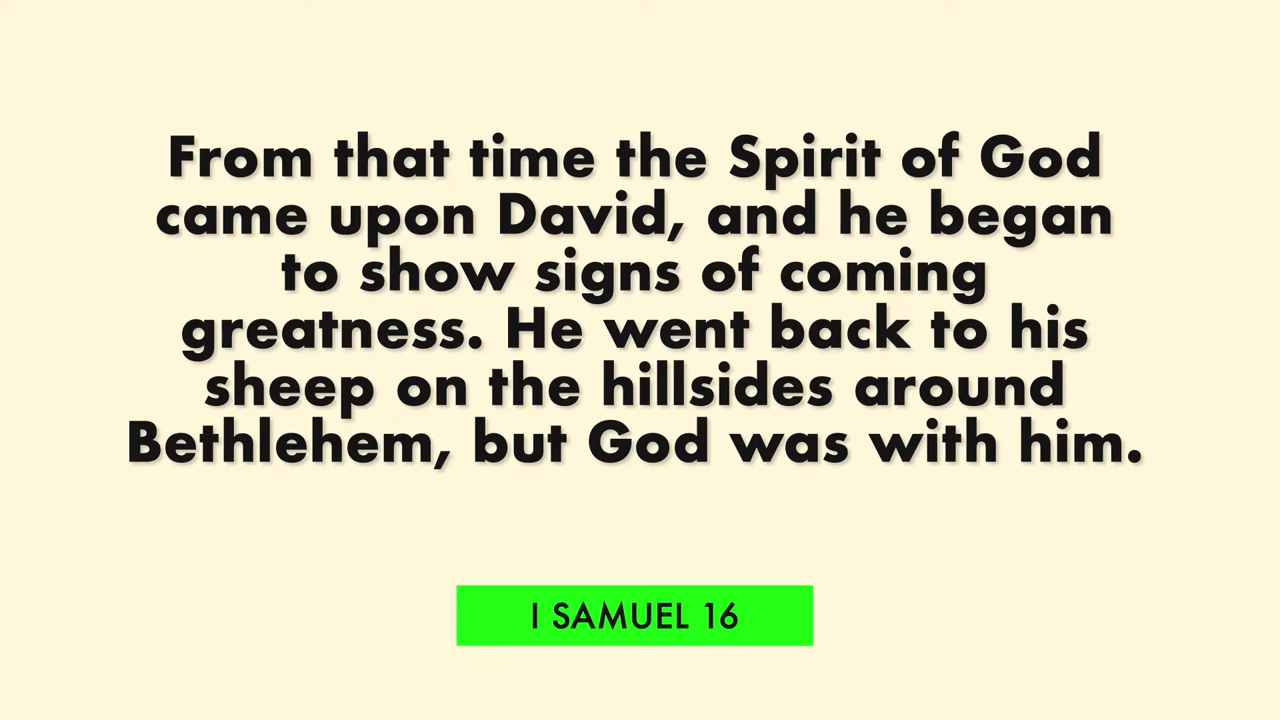 From that time the Spirit of God
came upon David, and he began
to show signs of coming
greatness. He went back to his
sheep on the hillsides around
Bethlehem, but God was with him.
I SAMUEL 16